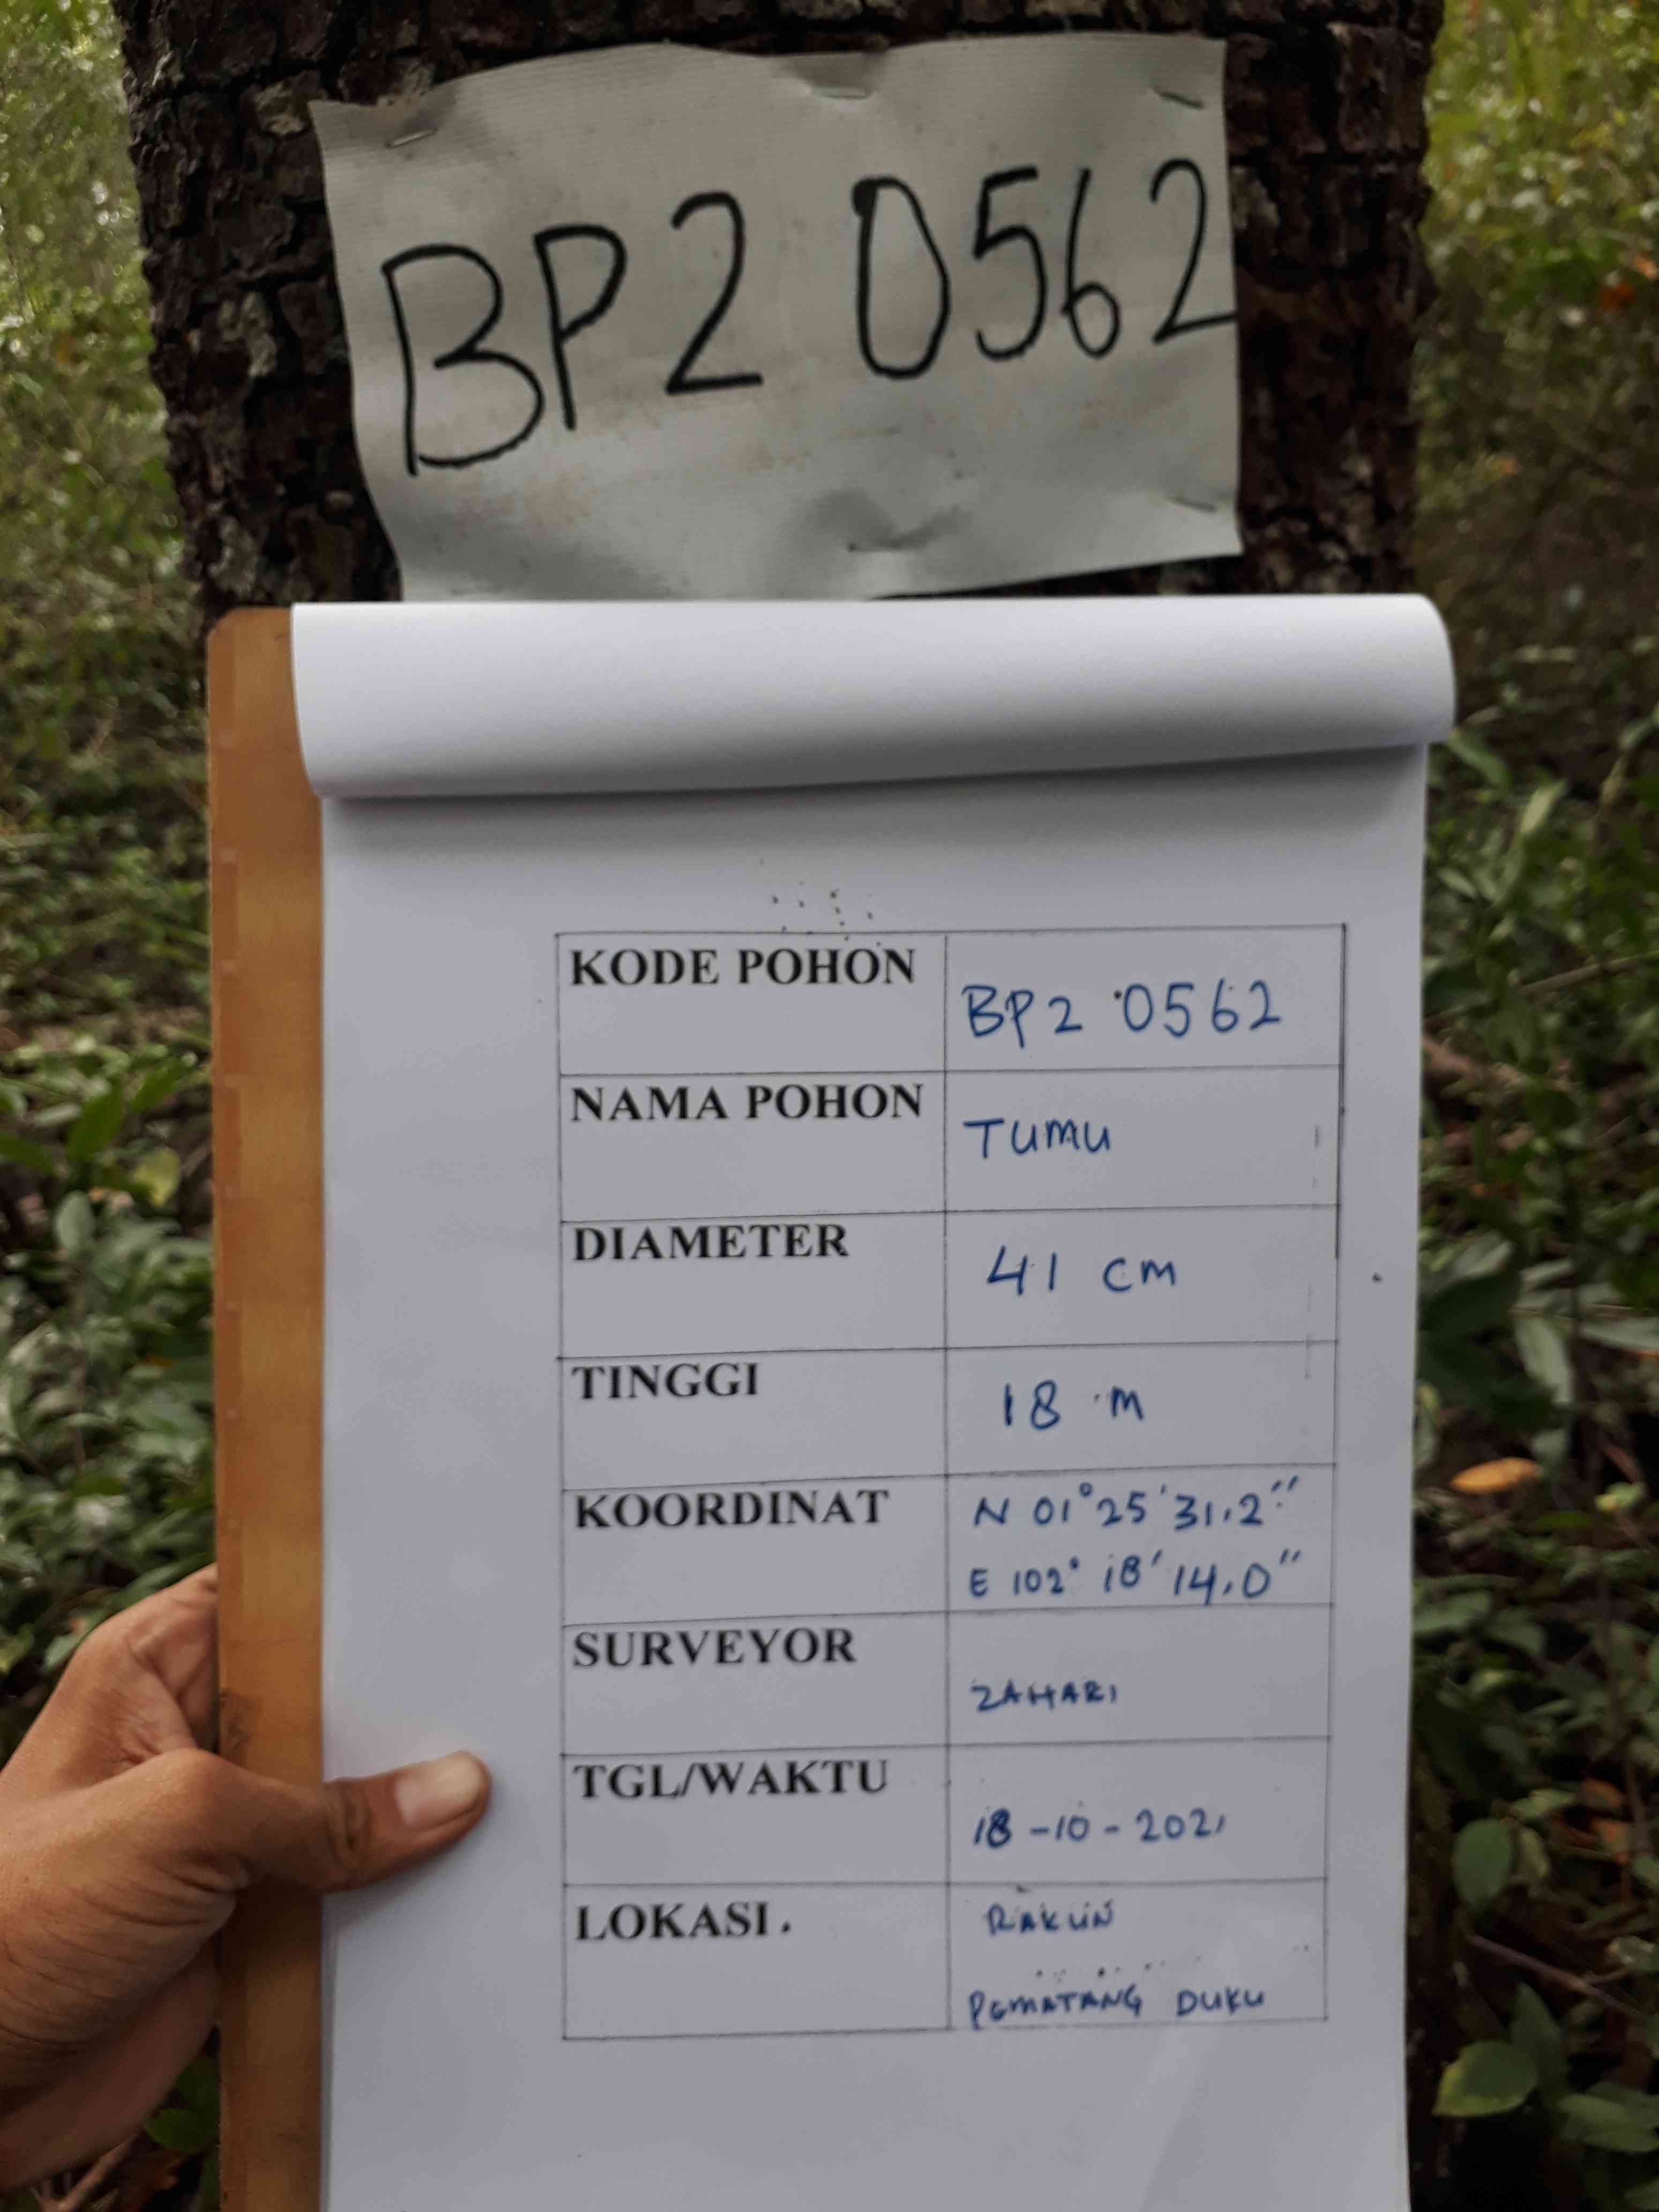 BP2 0562
KODE POHON BP2 0562
NAMA POHON TUMU
DIAMETER 41 cm
TINGGI 18 m
KOORDINAT N 01°25'31,2"
E 102° 18' 14,0"
SURVEYOR ZAHARI
TGL/WAKTU 18-10-2021
LOKASI. RAKUN
PEMATANG DUKU